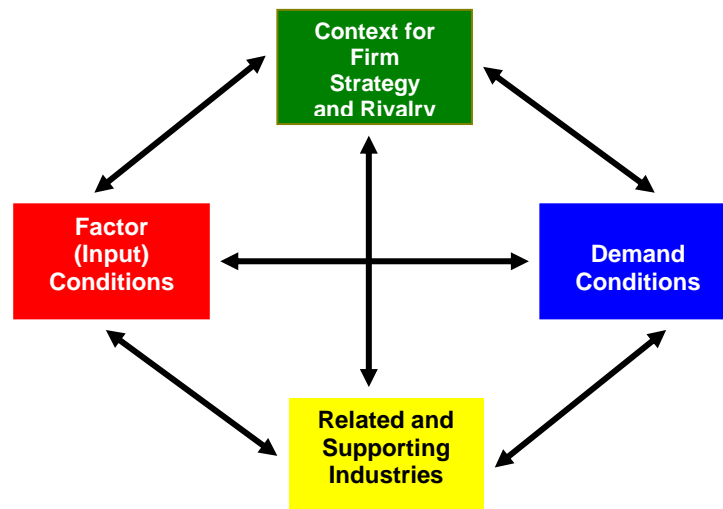 Context for
Firm
Strategy
and Rivalry
Factor
(Input)
Conditions
Demand
Conditions
Related and
Supporting
Industries